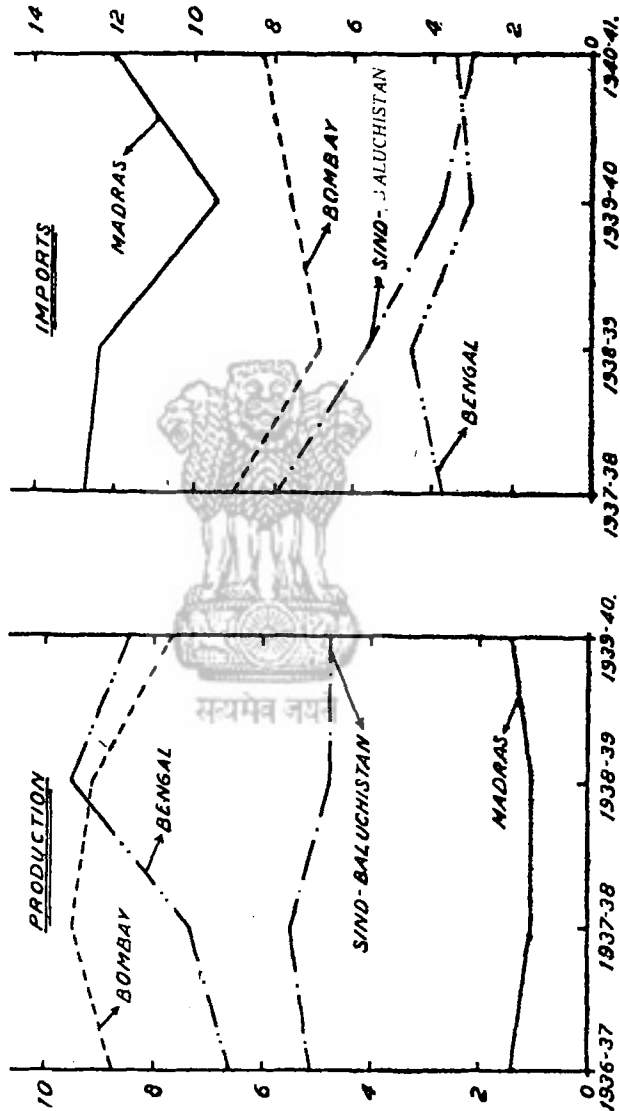 PRODUCTION
10
8
6
4
2
0
BOMBAY
BENGAL
SIND-BALUCHISTAN
MADRAS
1936-37
1937-38
1938-39
1939-40.
IMPORTS
14
12
10
8
6
4
2
0
MADRAS
BOMBAY
SIND-BALUCHISTAN
BENGAL
1937-38
1938-39
1939-40
1940-41.
सत्यमेव जयते